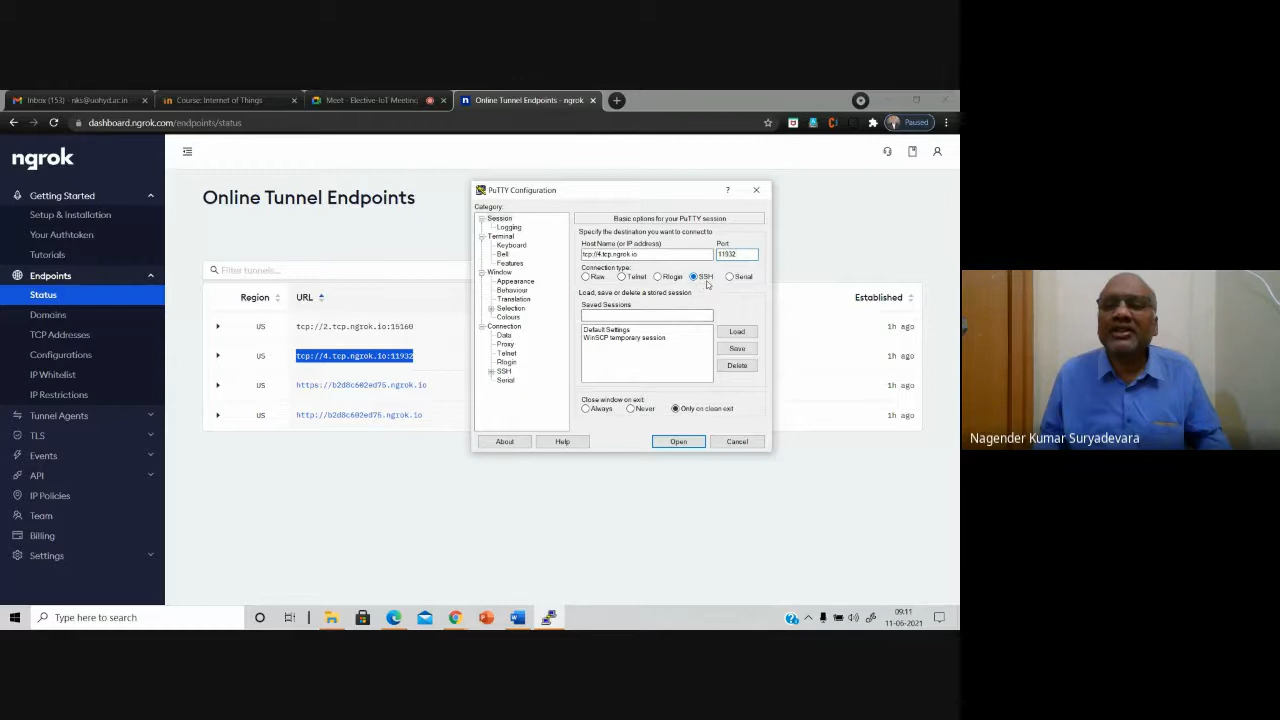 Inbox (153) - nks@uohyd.ac.in
Course: Internet of Things
Meet - Elective-IoT Meeting
Online Tunnel Endpoints - ngrok
dashboard.ngrok.com/endpoints/status
Paused
ngrok
Getting Started
Setup & Installation
Your Authtoken
Tutorials
Endpoints
Status
Domains
TCP Addresses
Configurations
IP Whitelist
IP Restrictions
Tunnel Agents
TLS
Events
API
IP Policies
Team
Billing
Settings
Online Tunnel Endpoints
Filter tunnels...
Region URL Established
US tcp://2.tcp.ngrok.io:15160 1h ago
US tcp://4.tcp.ngrok.io:11932 1h ago
US https://b2d8c602ed75.ngrok.io 1h ago
US http://b2d8c602ed75.ngrok.io 1h ago
PuTTY Configuration
?
Category:
Session
Logging
Terminal
Keyboard
Bell
Features
Window
Appearance
Behaviour
Translation
Selection
Colours
Connection
Data
Proxy
Telnet
Rlogin
SSH
Serial
Basic options for your PuTTY session
Specify the destination you want to connect to
Host Name (or IP address) Port
tcp://4.tcp.ngrok.io 11932
Connection type:
Raw Telnet Rlogin SSH Serial
Load, save or delete a stored session
Saved Sessions
Default Settings
WinSCP temporary session
Load
Save
Delete
Close window on exit:
Always Never Only on clean exit
About Help Open Cancel
Nagender Kumar Suryadevara
Type here to search
09:11
11-06-2021